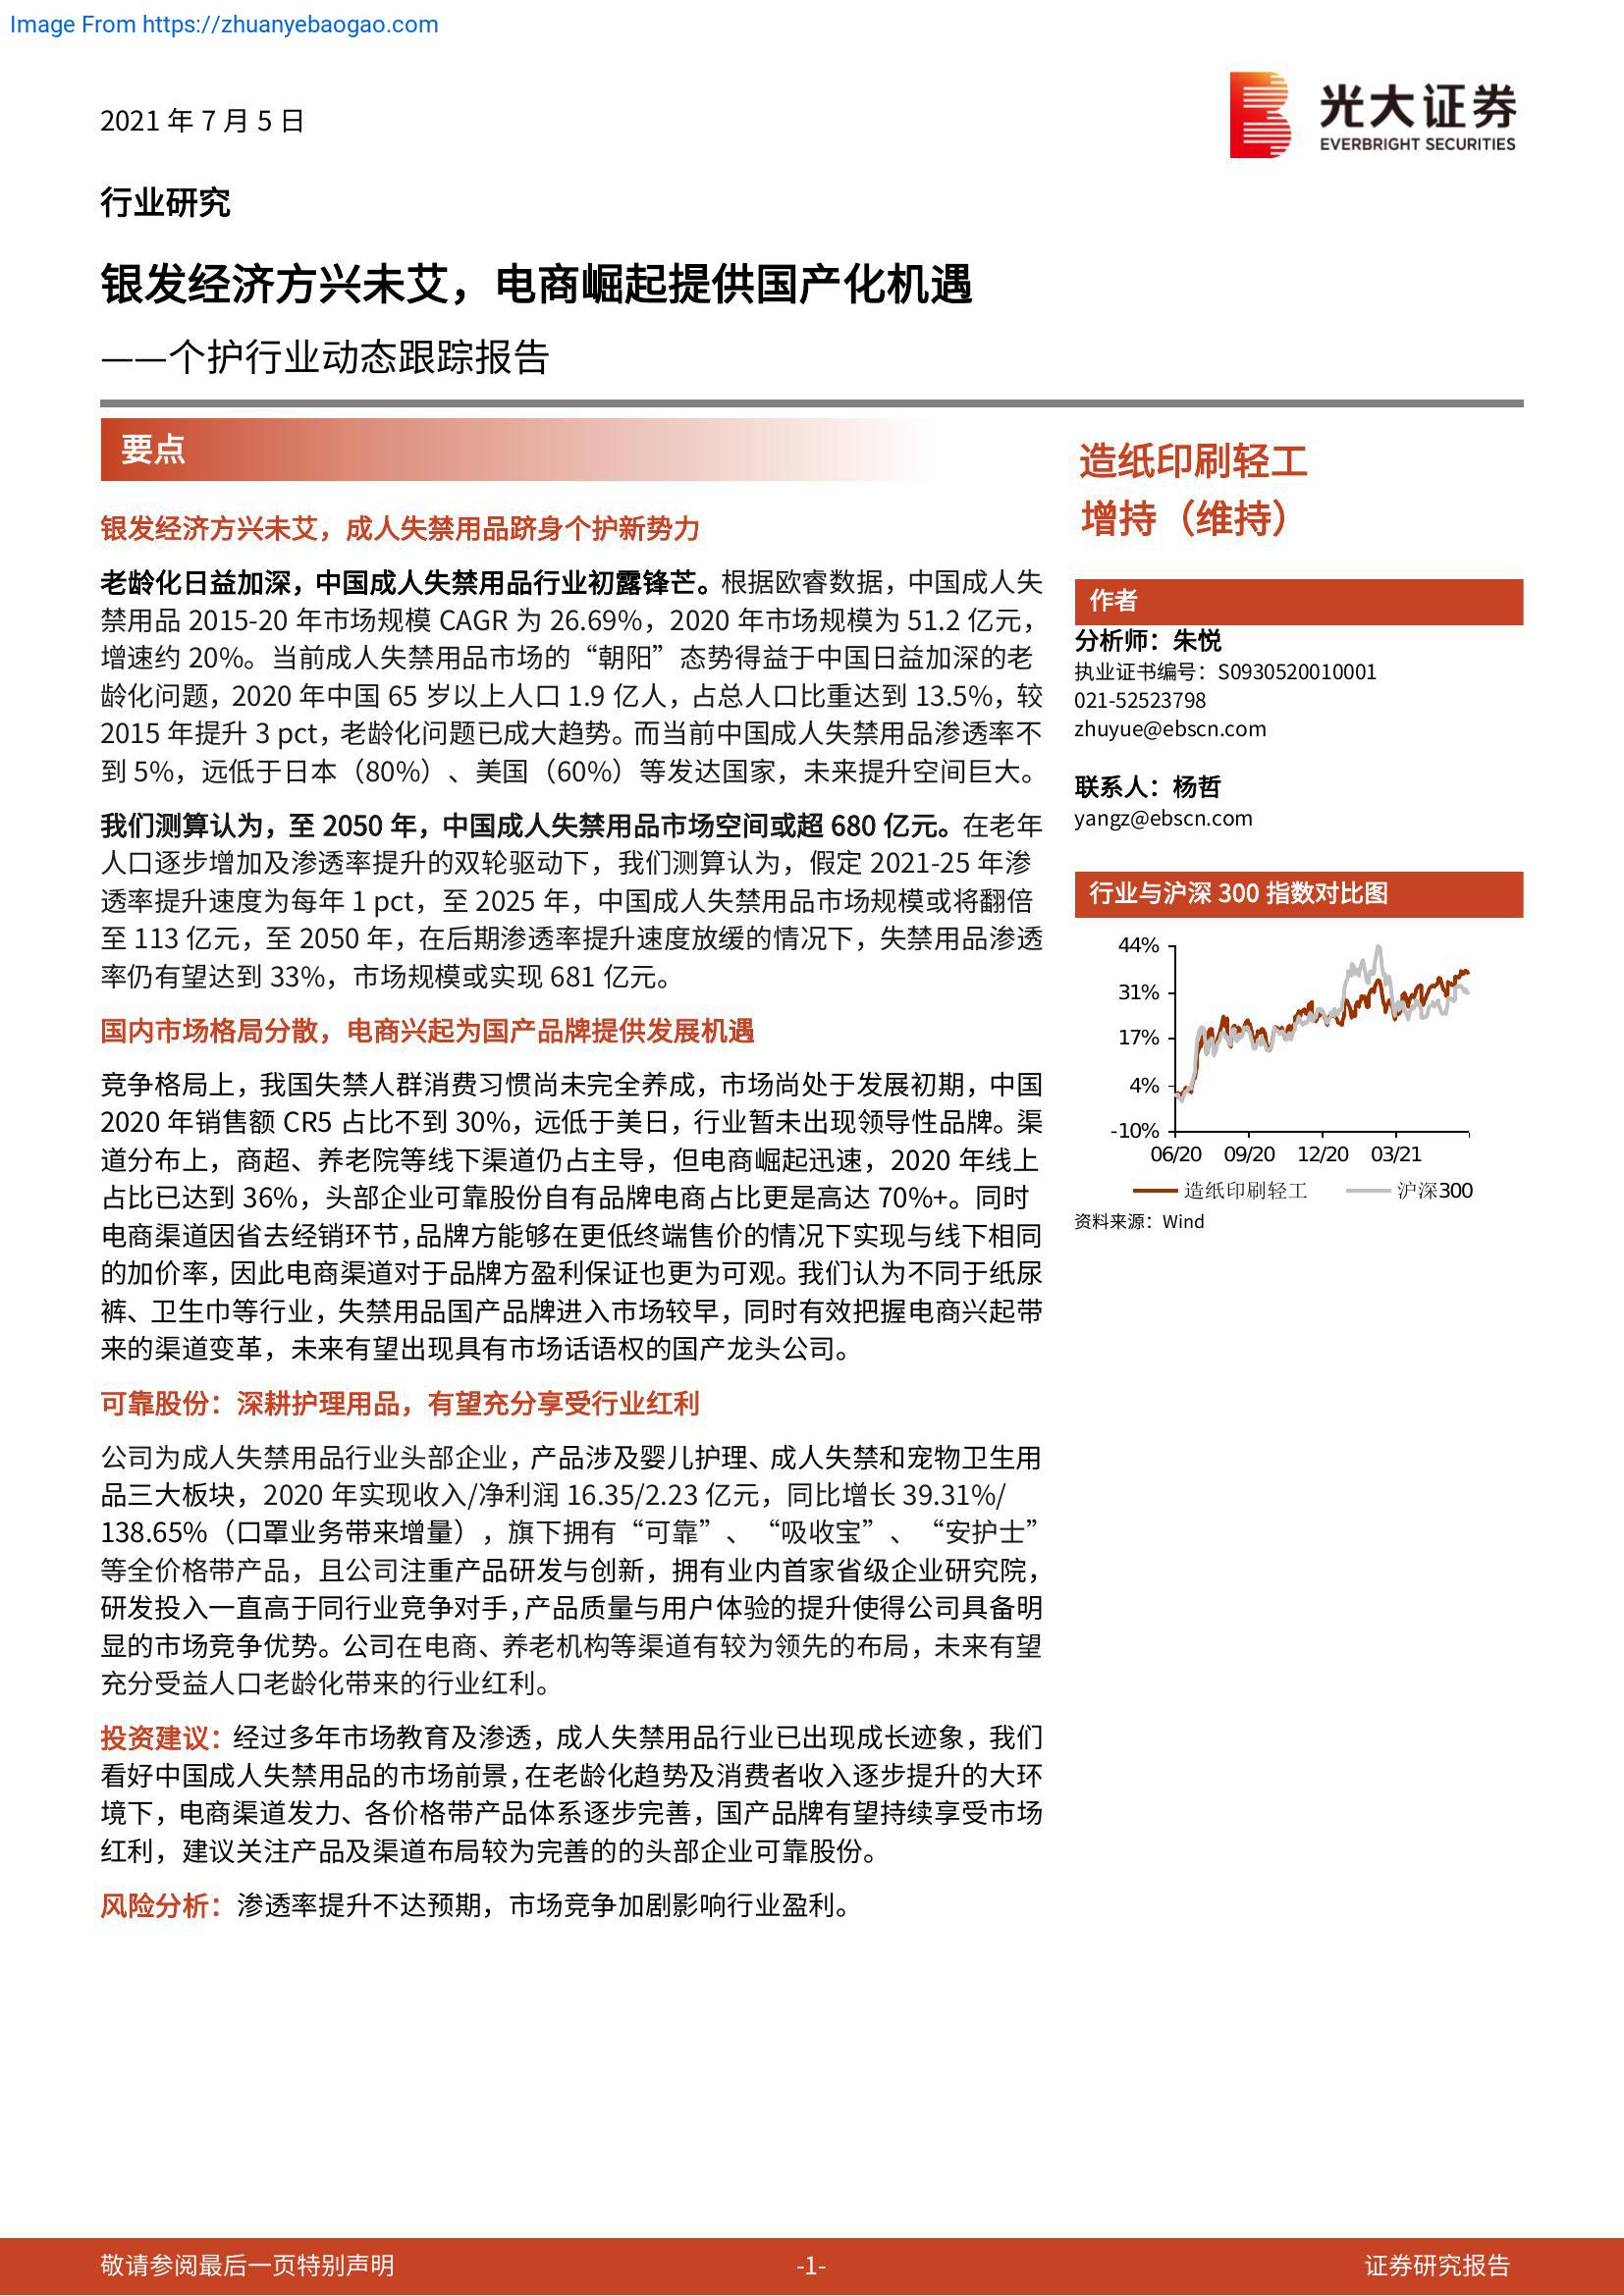 Image From https://zhuanyebaogao.com
2021 年 7 月 5 日
光大证券
EVERBRIGHT SECURITIES
行业研究
银发经济方兴未艾，电商崛起提供国产化机遇
——个护行业动态跟踪报告
要点
银发经济方兴未艾，成人失禁用品跻身个护新势力
老龄化日益加深，中国成人失禁用品行业初露锋芒。根据欧睿数据，中国成人失
禁用品 2015-20 年市场规模 CAGR 为 26.69%，2020 年市场规模为 51.2 亿元，
增速约 20%。当前成人失禁用品市场的“朝阳”态势得益于中国日益加深的老
龄化问题，2020 年中国 65 岁以上人口 1.9 亿人，占总人口比重达到 13.5%，较
2015 年提升 3 pct，老龄化问题已成大趋势。而当前中国成人失禁用品渗透率不
到 5%，远低于日本（80%）、美国（60%）等发达国家，未来提升空间巨大。
我们测算认为，至 2050 年，中国成人失禁用品市场空间或超 680 亿元。在老年
人口逐步增加及渗透率提升的双轮驱动下，我们测算认为，假定 2021-25 年渗
透率提升速度为每年 1 pct，至 2025 年，中国成人失禁用品市场规模或将翻倍
至 113 亿元，至 2050 年，在后期渗透率提升速度放缓的情况下，失禁用品渗透
率仍有望达到 33%，市场规模或实现 681 亿元。
国内市场格局分散，电商兴起为国产品牌提供发展机遇
竞争格局上，我国失禁人群消费习惯尚未完全养成，市场尚处于发展初期，中国
2020 年销售额 CR5 占比不到 30%，远低于美日，行业暂未出现领导性品牌。渠
道分布上，商超、养老院等线下渠道仍占主导，但电商崛起迅速，2020 年线上
占比已达到 36%，头部企业可靠股份自有品牌电商占比更是高达 70%+。同时
电商渠道因省去经销环节，品牌方能够在更低终端售价的情况下实现与线下相同
的加价率，因此电商渠道对于品牌方盈利保证也更为可观。我们认为不同于纸尿
裤、卫生巾等行业，失禁用品国产品牌进入市场较早，同时有效把握电商兴起带
来的渠道变革，未来有望出现具有市场话语权的国产龙头公司。
可靠股份：深耕护理用品，有望充分享受行业红利
公司为成人失禁用品行业头部企业，产品涉及婴儿护理、成人失禁和宠物卫生用
品三大板块，2020 年实现收入/净利润 16.35/2.23 亿元，同比增长 39.31%/
138.65%（口罩业务带来增量），旗下拥有“可靠”、“吸收宝”、“安护士”
等全价格带产品，且公司注重产品研发与创新，拥有业内首家省级企业研究院，
研发投入一直高于同行业竞争对手，产品质量与用户体验的提升使得公司具备明
显的市场竞争优势。公司在电商、养老机构等渠道有较为领先的布局，未来有望
充分受益人口老龄化带来的行业红利。
投资建议：经过多年市场教育及渗透，成人失禁用品行业已出现成长迹象，我们
看好中国成人失禁用品的市场前景，在老龄化趋势及消费者收入逐步提升的大环
境下，电商渠道发力、各价格带产品体系逐步完善，国产品牌有望持续享受市场
红利，建议关注产品及渠道布局较为完善的的头部企业可靠股份。
风险分析：渗透率提升不达预期，市场竞争加剧影响行业盈利。
造纸印刷轻工
增持（维持）
作者
分析师：朱悦
执业证书编号：S0930520010001
021-52523798
zhuyue@ebscn.com
联系人：杨哲
yangz@ebscn.com
行业与沪深 300 指数对比图
44%
31%
17%
4%
-10%
06/20 09/20 12/20 03/21
造纸印刷轻工 沪深300
资料来源：Wind
敬请参阅最后一页特别声明 -1- 证券研究报告